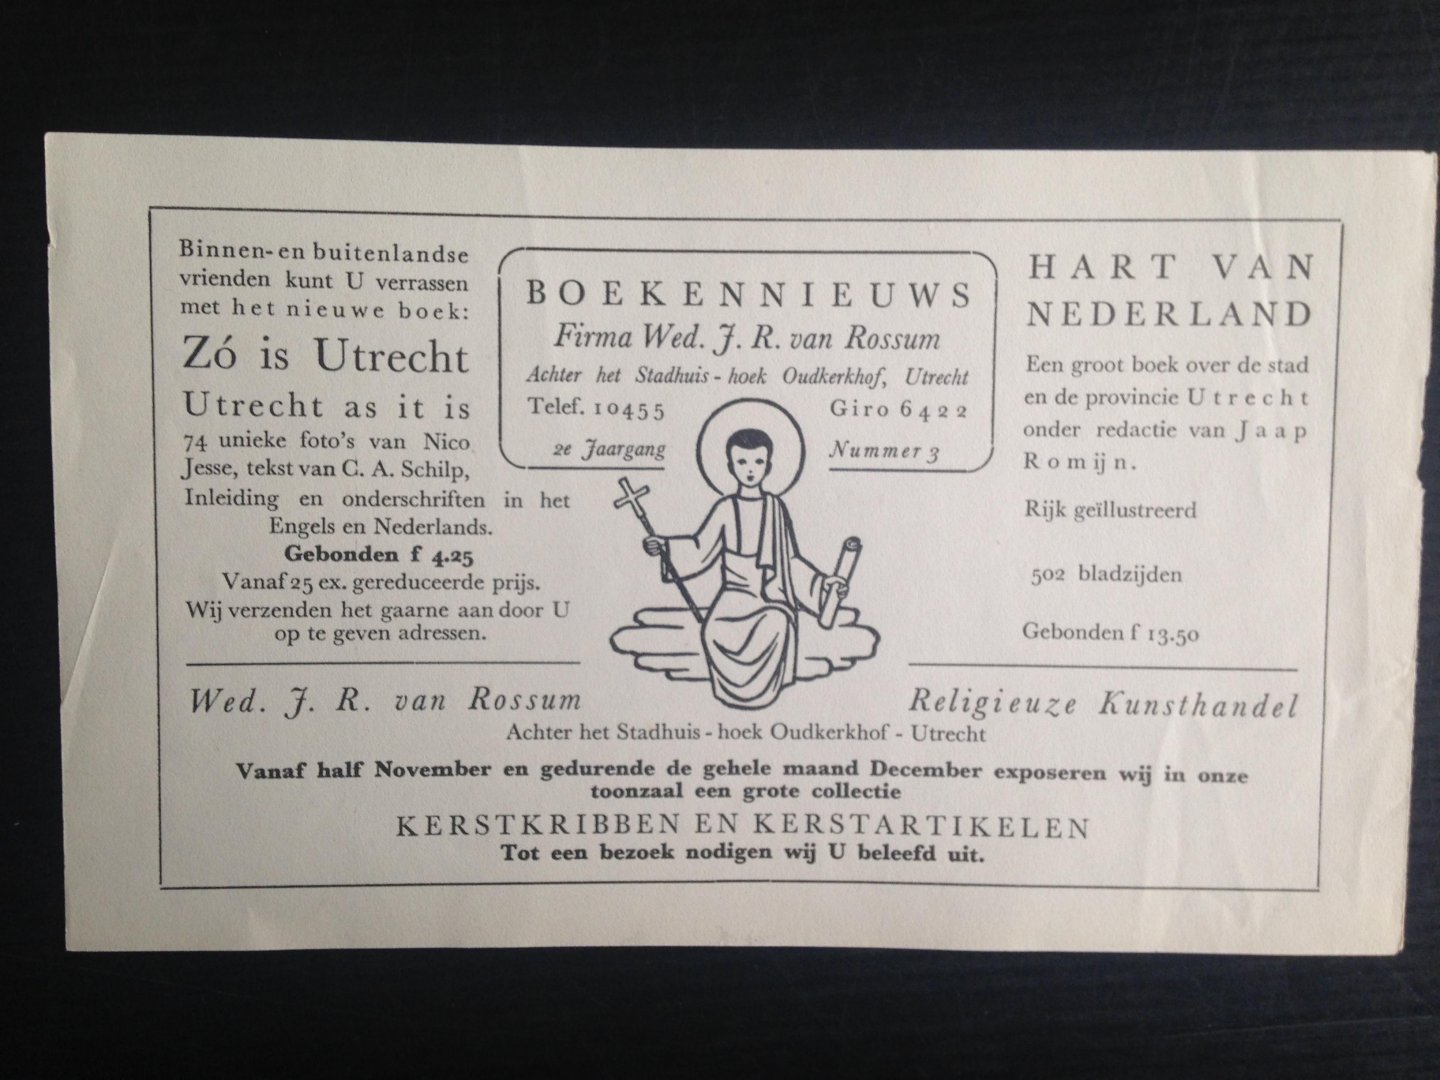 Binnen- en buitenlandse
vrienden kunt U verrassen
met het nieuwe boek:
Zó is Utrecht
Utrecht as it is
74 unieke foto's van Nico
Jesse, tekst van C. A. Schilp,
Inleiding en onderschriften in het
Engels en Nederlands.
Gebonden f 4.25
Vanaf 25 ex. gereduceerde prijs.
Wij verzenden het gaarne aan door U
op te geven adressen.
BOEKENNIEUWS
Firma Wed. J. R. van Rossum
Achter het Stadhuis - hoek Oudkerkhof, Utrecht
Telef. 10455 Giro 6422
2e Jaargang Nummer 3
HART VAN
NEDERLAND
Een groot boek over de stad
en de provincie Utrecht
onder redactie van Jaap
Romijn.
Rijk geïllustreerd
502 bladzijden
Gebonden f 13.50
Wed. J. R. van Rossum Religieuze Kunsthandel
Achter het Stadhuis - hoek Oudkerkhof - Utrecht
Vanaf half November en gedurende de gehele maand December exposeren wij in onze
toonzaal een grote collectie
KERSTKRIBBEN EN KERSTARTIKELEN
Tot een bezoek nodigen wij U beleefd uit.